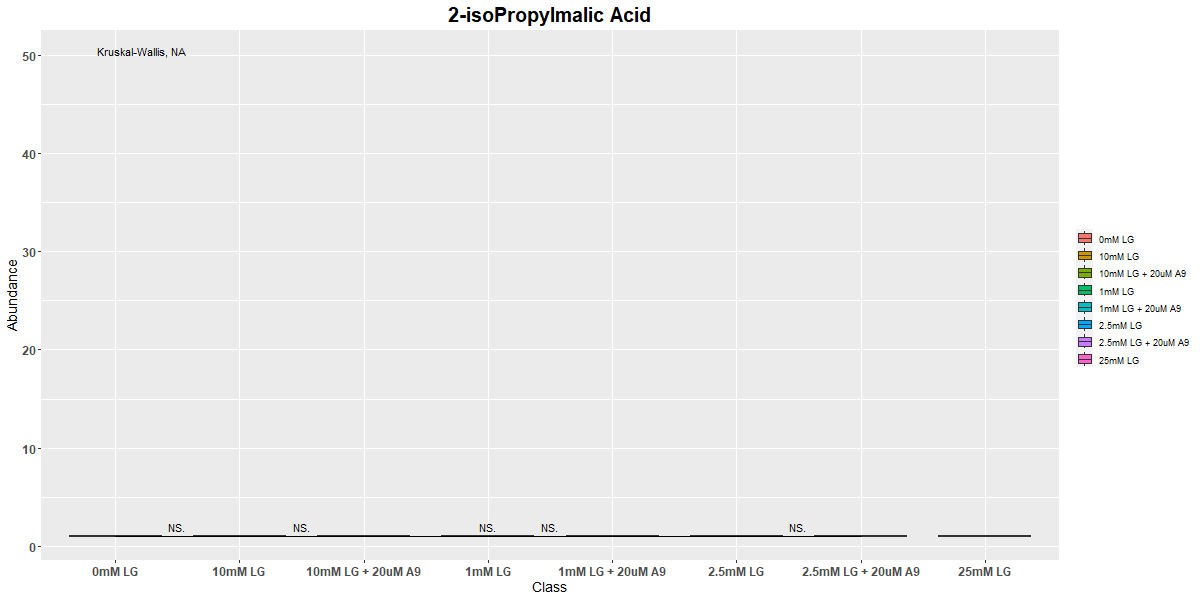 2-isoPropylmalic Acid
Kruskal-Wallis, NA
50
40
30
20
10
0
Abundance
NS.
NS.
NS.
NS.
NS.
0mM LG
10mM LG
10mM LG + 20uM A9
1mM LG
1mM LG + 20uM A9
2.5mM LG
2.5mM LG + 20uM A9
25mM LG
Class
0mM LG
10mM LG
10mM LG + 20uM A9
1mM LG
1mM LG + 20uM A9
2.5mM LG
2.5mM LG + 20uM A9
25mM LG